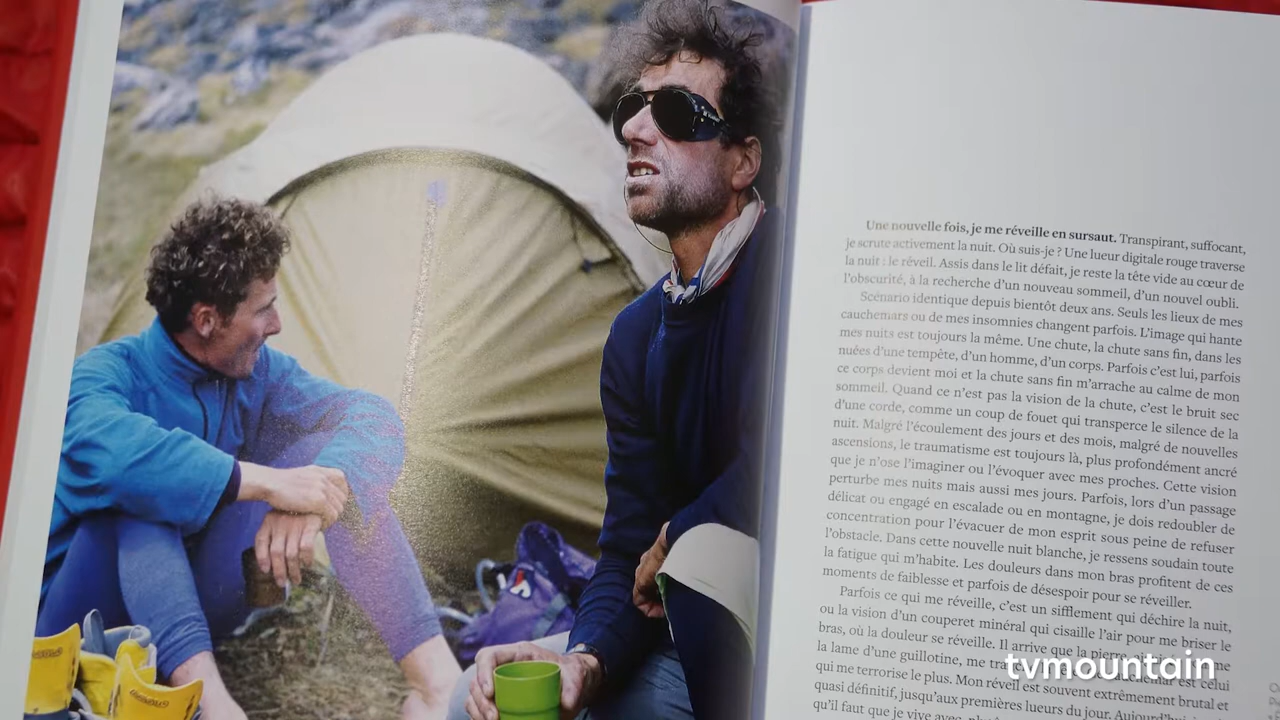 Une nouvelle fois, je me réveille en sursaut. Transpirant, suffocant,
je scrute activement la nuit. Où suis-je ? Une lueur digitale rouge traverse
la nuit : le réveil. Assis dans le lit défait, je reste la tête vide au cœur de
l'obscurité, à la recherche d'un nouveau sommeil, d'un nouvel oubli.
Scénario identique depuis bientôt deux ans. Seuls les lieux de mes
cauchemars ou de mes insomnies changent parfois. L'image qui hante
mes nuits est toujours la même. Une chute, la chute sans fin, dans les
nuées d'une tempête, d'un homme, d'un corps. Parfois c'est lui, parfois
ce corps devient moi et la chute sans fin m'arrache au calme de mon
sommeil. Quand ce n'est pas la vision de la chute, c'est le bruit sec
d'une corde, comme un coup de fouet qui transperce le silence de la
nuit. Malgré l'écoulement des jours et des mois, malgré de nouvelles
ascensions, le traumatisme est toujours là, plus profondément ancré
que je n'ose l'imaginer ou l'évoquer avec mes proches. Cette vision
perturbe mes nuits mais aussi mes jours. Parfois, lors d'un passage
délicat ou engagé en escalade ou en montagne, je dois redoubler de
concentration pour l'évacuer de mon esprit sous peine de refuser
l'obstacle. Dans cette nouvelle nuit blanche, je ressens soudain toute
la fatigue qui m'habite. Les douleurs dans mon bras profitent de ces
moments de faiblesse et parfois de désespoir pour se réveiller.
Parfois ce qui me réveille, c'est un sifflement qui déchire la nuit,
ou la vision d'un couperet minéral qui cisaille l'air pour me briser le
bras, où la douleur se réveille. Il arrive que la pierre
la lame d'une guillotine, me est celui
qui me terrorise le plus. Mon réveil est souvent extrêmement brutal et
quasi définitif, jusqu'aux premières lueurs du jour.
qu'il faut que je vive avec
tvmountain